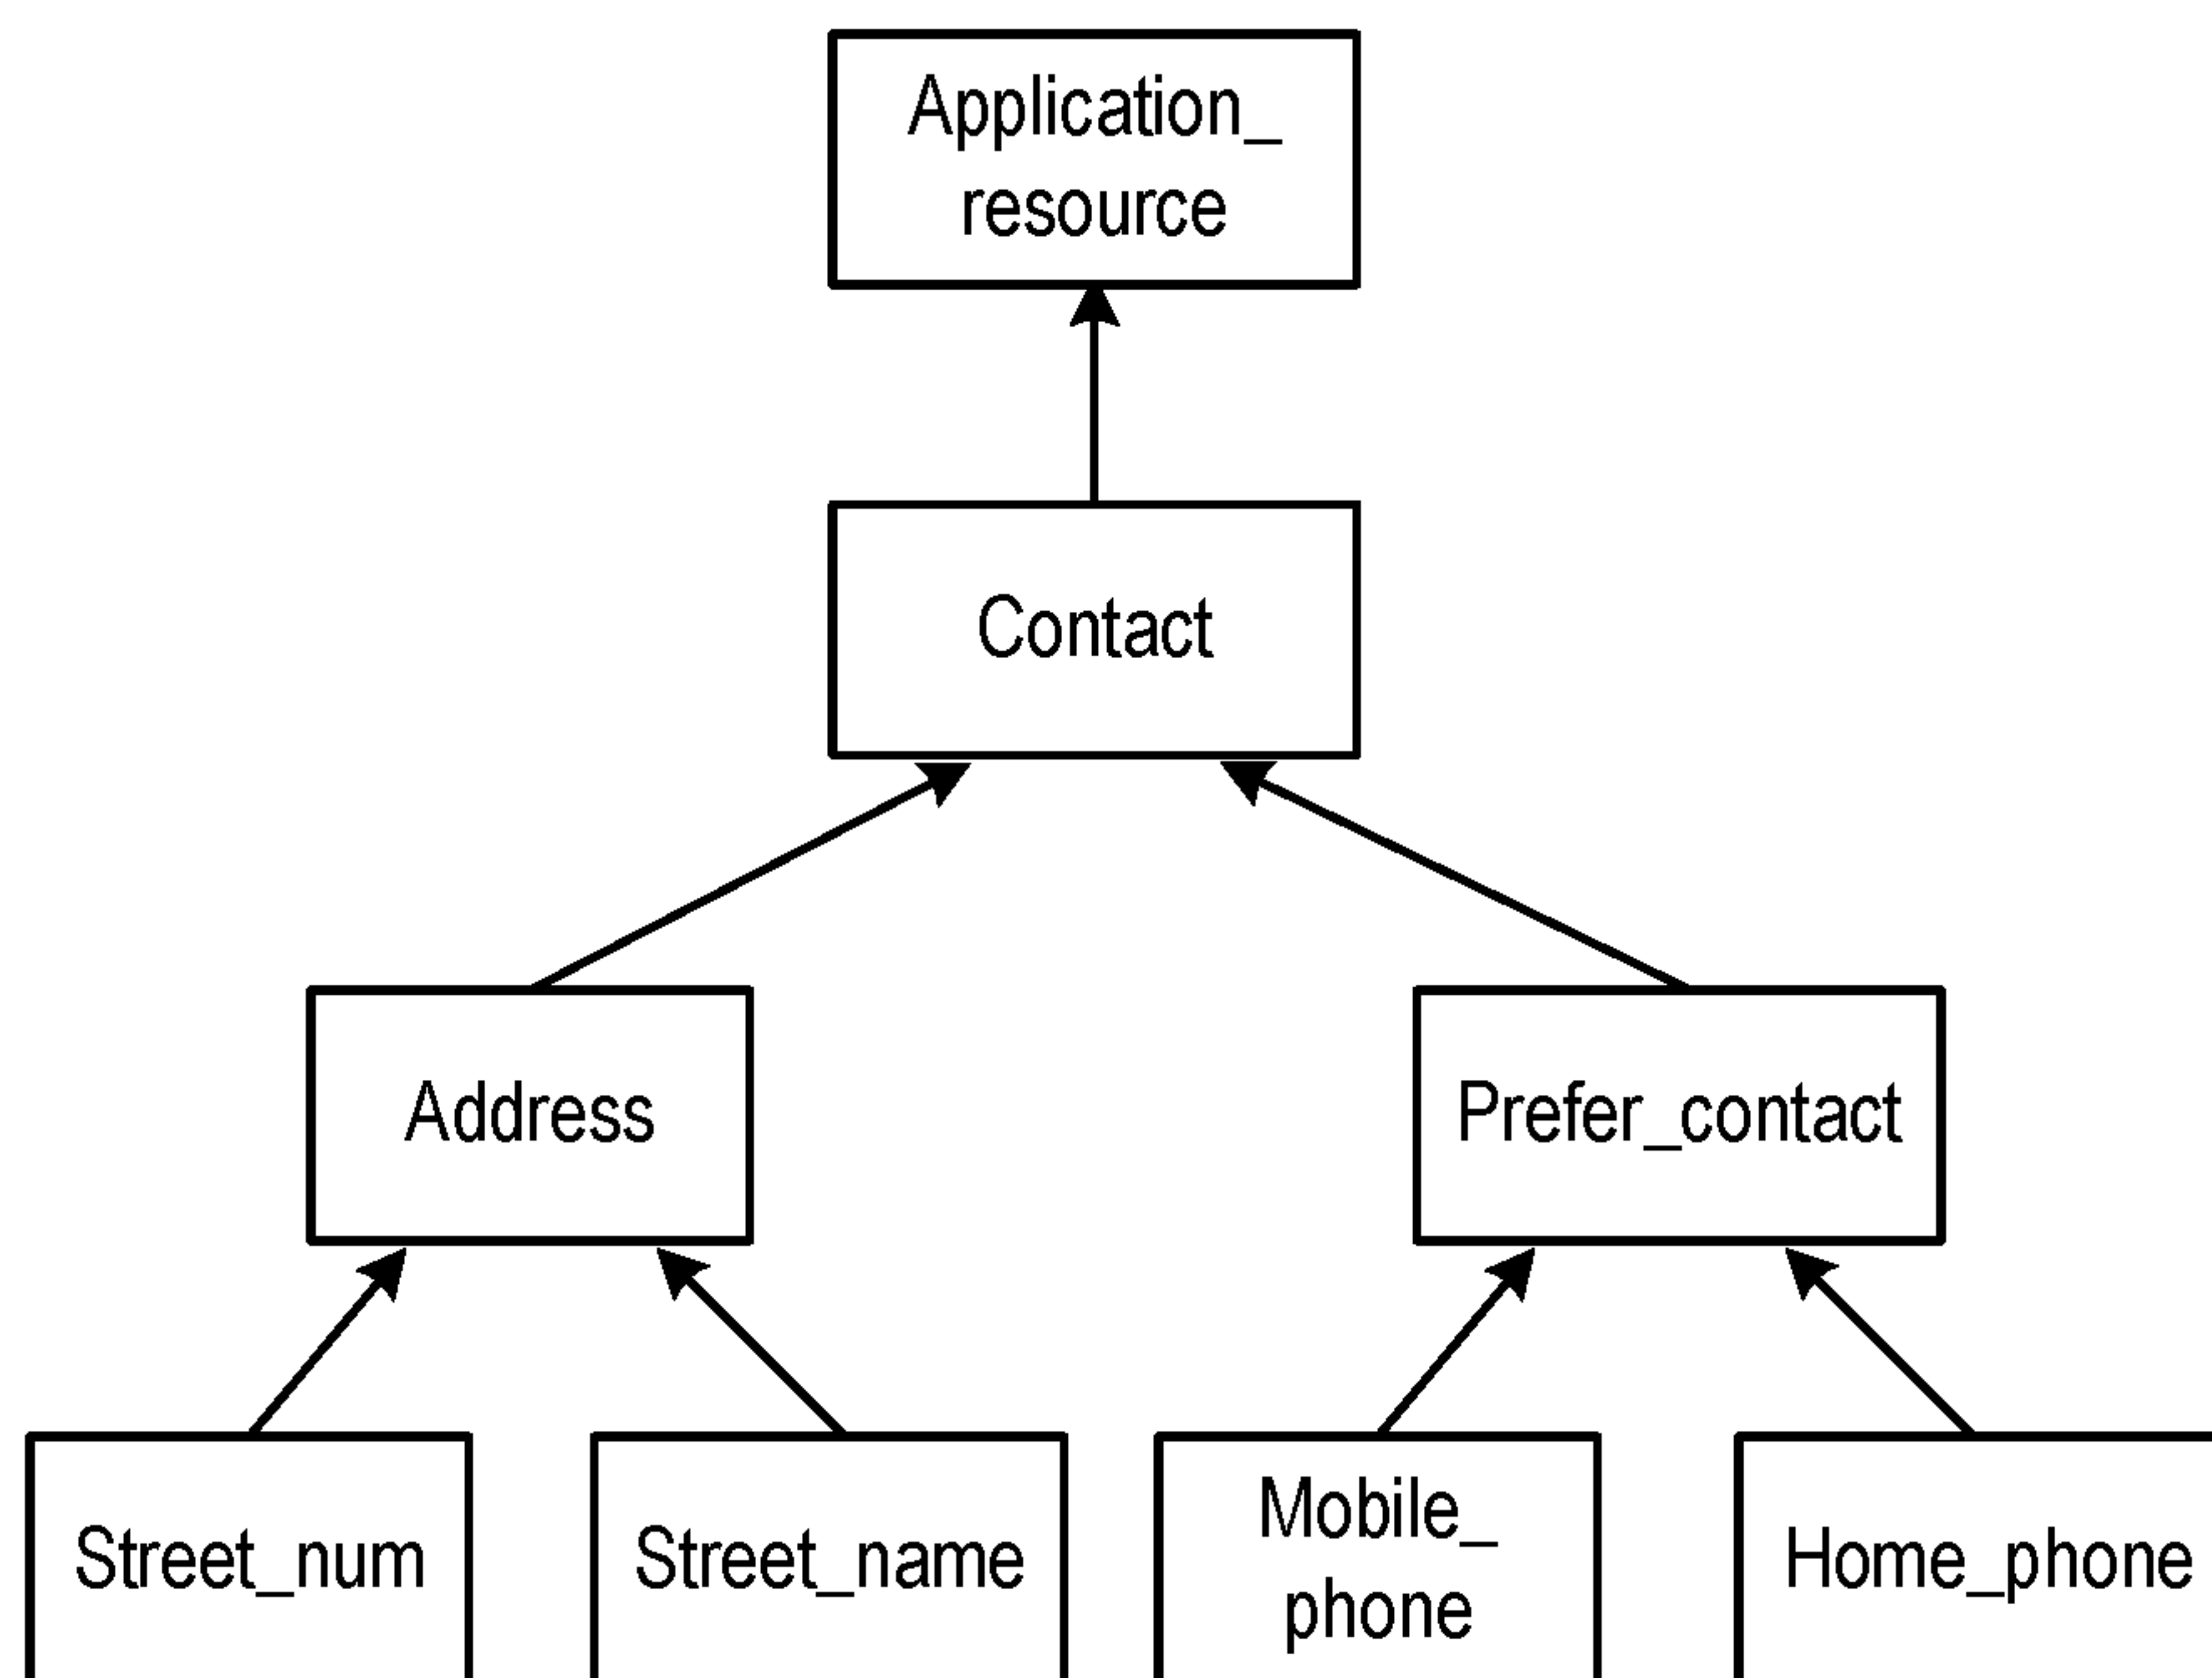 Application_
resource
Contact
Address
Prefer_contact
Street_num
Street_name
Mobile_
phone
Home_phone